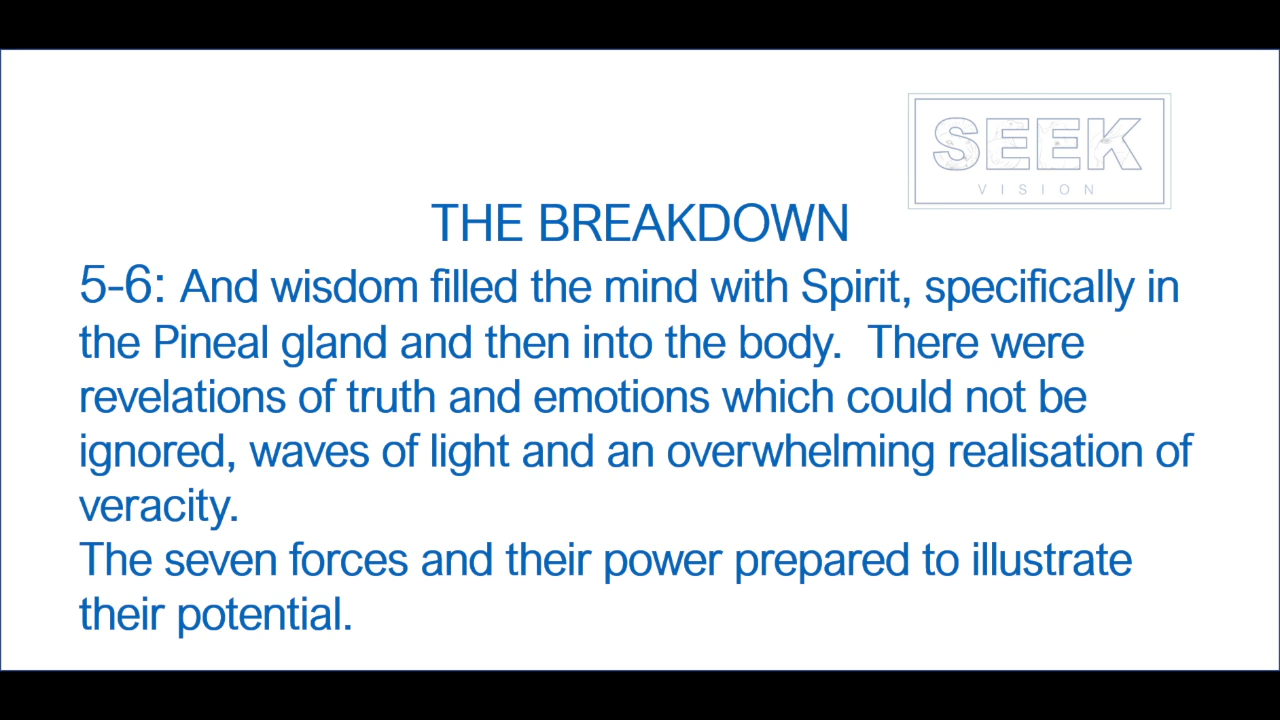 SEEK
VISION
THE BREAKDOWN
5-6: And wisdom filled the mind with Spirit, specifically in
the Pineal gland and then into the body.  There were
revelations of truth and emotions which could not be
ignored, waves of light and an overwhelming realisation of
veracity.
The seven forces and their power prepared to illustrate
their potential.